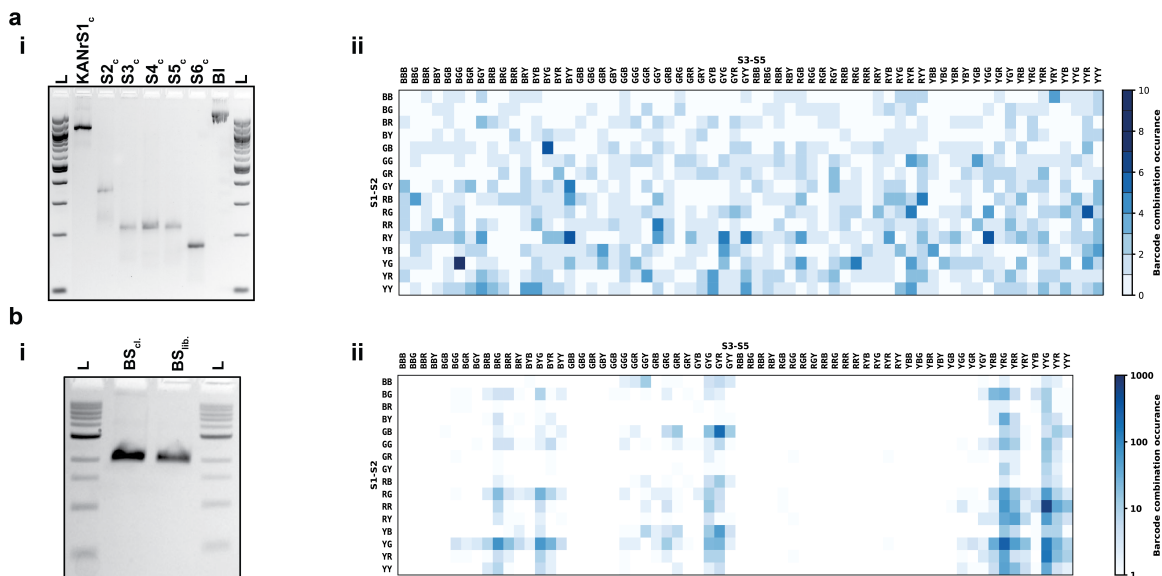 a
i
L
KANrS1c
S2c
S3c
S4c
S5c
S6c
Bl
L
ii
S3-S5
BBB BBG BBR BBY BGB BGG BGR BGY BRB BRG BRR BRY BYB BYG BYR BYY GBB GBG GBR GBY GGB GGG GGR GGY GRB GRG GRR GRY GYB GYG GYR GYY RBB RBG RBR RBY RGB RGG RGR RGY RRB RRG RRR RRY RYB RYG RYR RYY YBB YBG YBR YBY YGB YGG YGR YGY YRB YRG YRR YRY YYB YYG YYR YYY
S1-S2
BB
BG
BR
BY
GB
GG
GR
GY
RB
RG
RR
RY
YB
YG
YR
YY
10
8
6
4
2
0
Barcode combination occurance
b
i
L
BScl.
BSlib.
L
ii
S3-S5
BBB BBG BBR BBY BGB BGG BGR BGY BRB BRG BRR BRY BYB BYG BYR BYY GBB GBG GBR GBY GGB GGG GGR GGY GRB GRG GRR GRY GYB GYG GYR GYY RBB RBG RBR RBY RGB RGG RGR RGY RRB RRG RRR RRY RYB RYG RYR RYY YBB YBG YBR YBY YGB YGG YGR YGY YRB YRG YRR YRY YYB YYG YYR YYY
S1-S2
BB
BG
BR
BY
GB
GG
GR
GY
RB
RG
RR
RY
YB
YG
YR
YY
1000
100
10
1
Barcode combination occurance